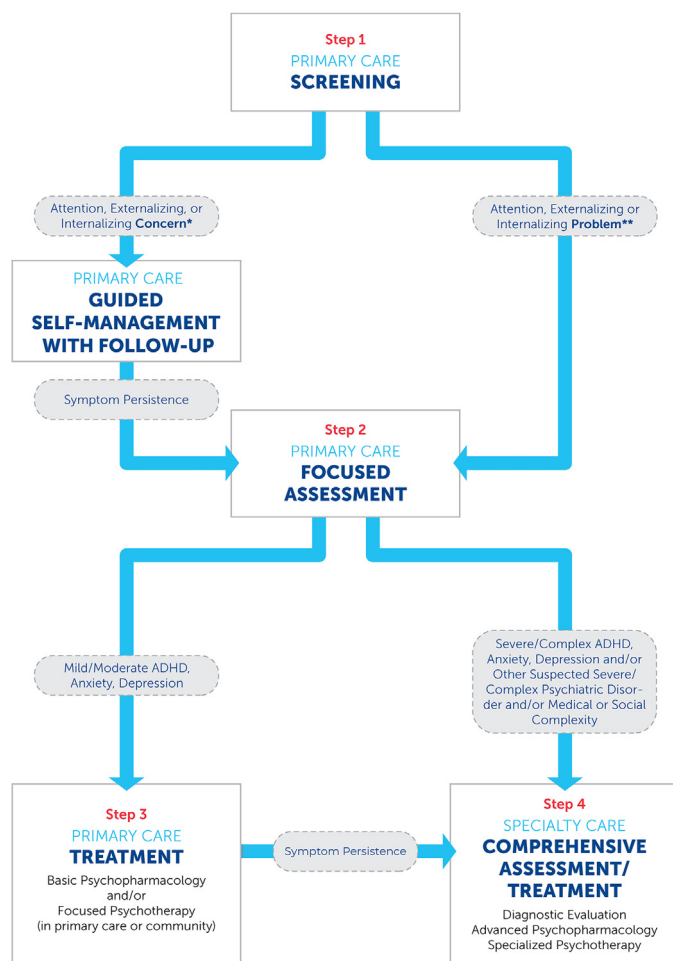 Step 1
PRIMARY CARE
SCREENING
Attention, Externalizing, or
Internalizing Concern*
Attention, Externalizing or
Internalizing Problem**
PRIMARY CARE
GUIDED
SELF-MANAGEMENT
WITH FOLLOW-UP
Symptom Persistence
Step 2
PRIMARY CARE
FOCUSED
ASSESSMENT
Mild/Moderate ADHD,
Anxiety, Depression
Severe/Complex ADHD,
Anxiety, Depression and/or
Other Suspected Severe/
Complex Psychiatric Disor-
der and/or Medical or Social
Complexity
Step 3
PRIMARY CARE
TREATMENT
Basic Psychopharmacology
and/or
Focused Psychotherapy
(in primary care or community)
Symptom Persistence
Step 4
SPECIALTY CARE
COMPREHENSIVE
ASSESSMENT/
TREATMENT
Diagnostic Evaluation
Advanced Psychopharmacology
Specialized Psychotherapy